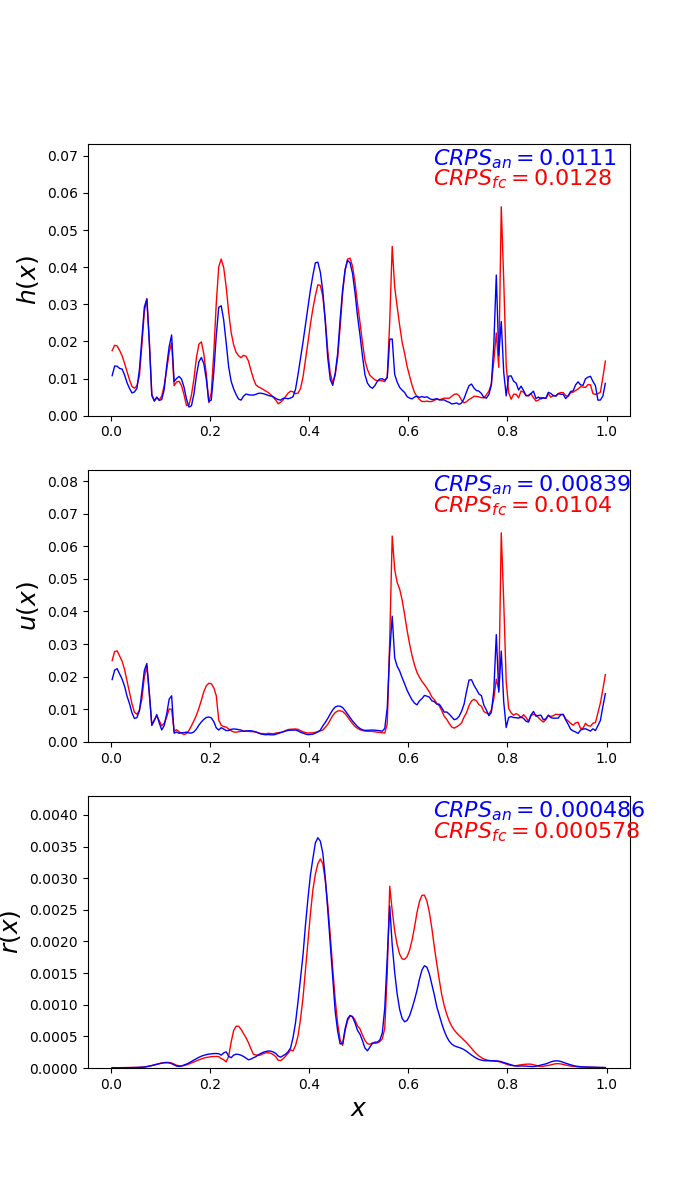 CRPS_an = 0.0111
CRPS_fc = 0.0128
h(x)
0.07
0.06
0.05
0.04
0.03
0.02
0.01
0.00
0.0 0.2 0.4 0.6 0.8 1.0
CRPS_an = 0.00839
CRPS_fc = 0.0104
u(x)
0.08
0.07
0.06
0.05
0.04
0.03
0.02
0.01
0.00
0.0 0.2 0.4 0.6 0.8 1.0
CRPS_an = 0.000486
CRPS_fc = 0.000578
r(x)
0.0040
0.0035
0.0030
0.0025
0.0020
0.0015
0.0010
0.0005
0.0000
0.0 0.2 0.4 0.6 0.8 1.0
x